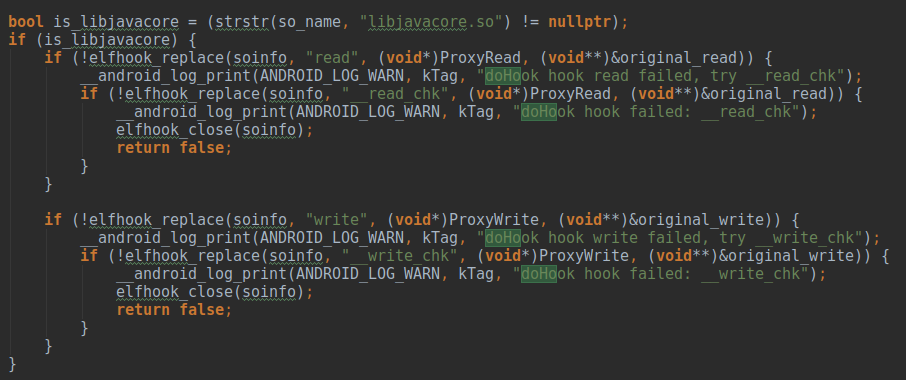 bool is_libjavacore = (strstr(so_name, "libjavacore.so") != nullptr);
if (is_libjavacore) {
    if (!elfhook_replace(soinfo, "read", (void*)ProxyRead, (void**)&original_read)) {
        __android_log_print(ANDROID_LOG_WARN, kTag, "doHook hook read failed, try __read_chk");
        if (!elfhook_replace(soinfo, "__read_chk", (void*)ProxyRead, (void**)&original_read)) {
            __android_log_print(ANDROID_LOG_WARN, kTag, "doHook hook failed: __read_chk");
            elfhook_close(soinfo);
            return false;
        }
    }

    if (!elfhook_replace(soinfo, "write", (void*)ProxyWrite, (void**)&original_write)) {
        __android_log_print(ANDROID_LOG_WARN, kTag, "doHook hook write failed, try __write_chk");
        if (!elfhook_replace(soinfo, "__write_chk", (void*)ProxyWrite, (void**)&original_write)) {
            __android_log_print(ANDROID_LOG_WARN, kTag, "doHook hook failed: __write_chk");
            elfhook_close(soinfo);
            return false;
        }
    }
}